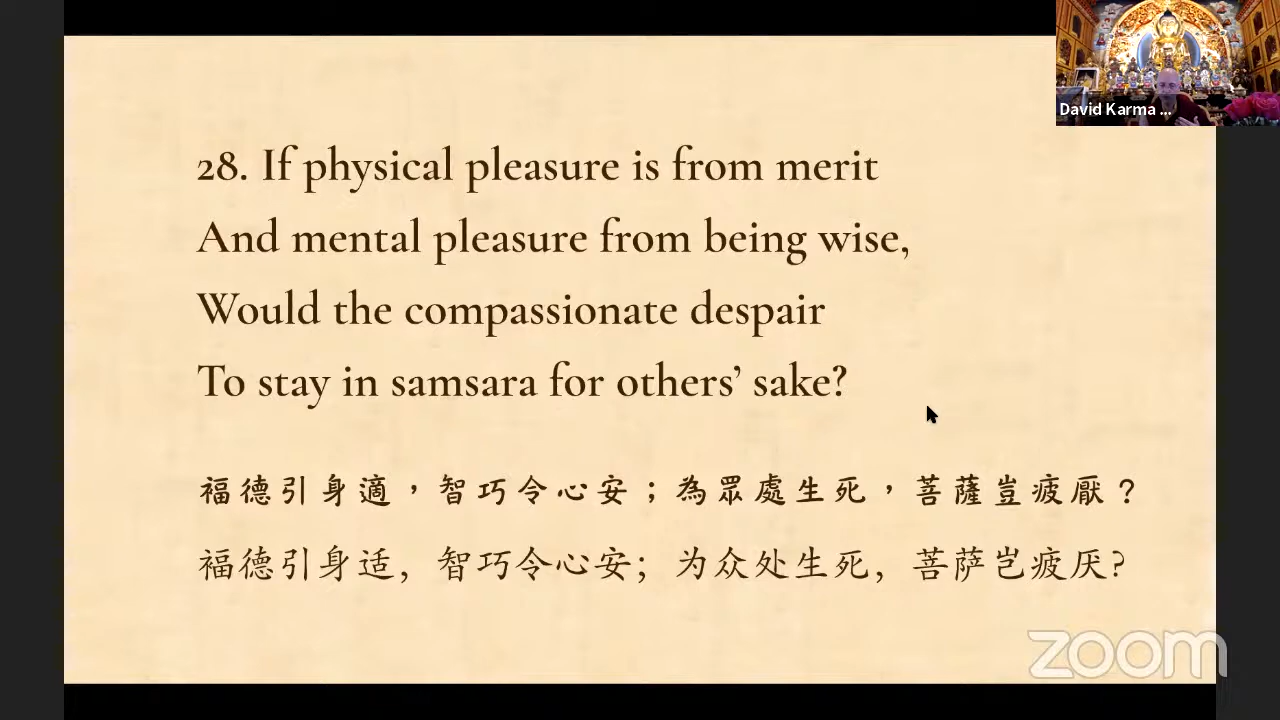 David Karma ...
28. If physical pleasure is from merit
And mental pleasure from being wise,
Would the compassionate despair
To stay in samsara for others’ sake?
福德引身適，智巧令心安；為眾處生死，菩薩豈疲厭？
福德引身适，智巧令心安；为众处生死，菩萨岂疲厌？
zoom